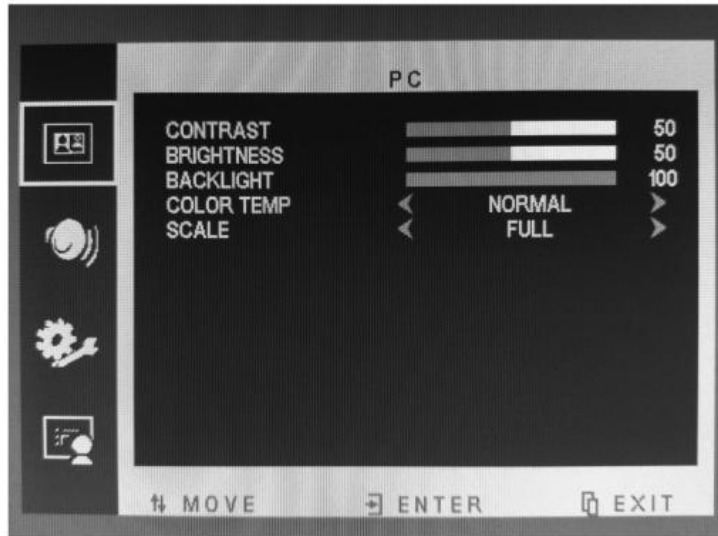 PC
CONTRAST 50
BRIGHTNESS 50
BACKLIGHT 100
COLOR TEMP NORMAL
SCALE FULL
MOVE ENTER EXIT